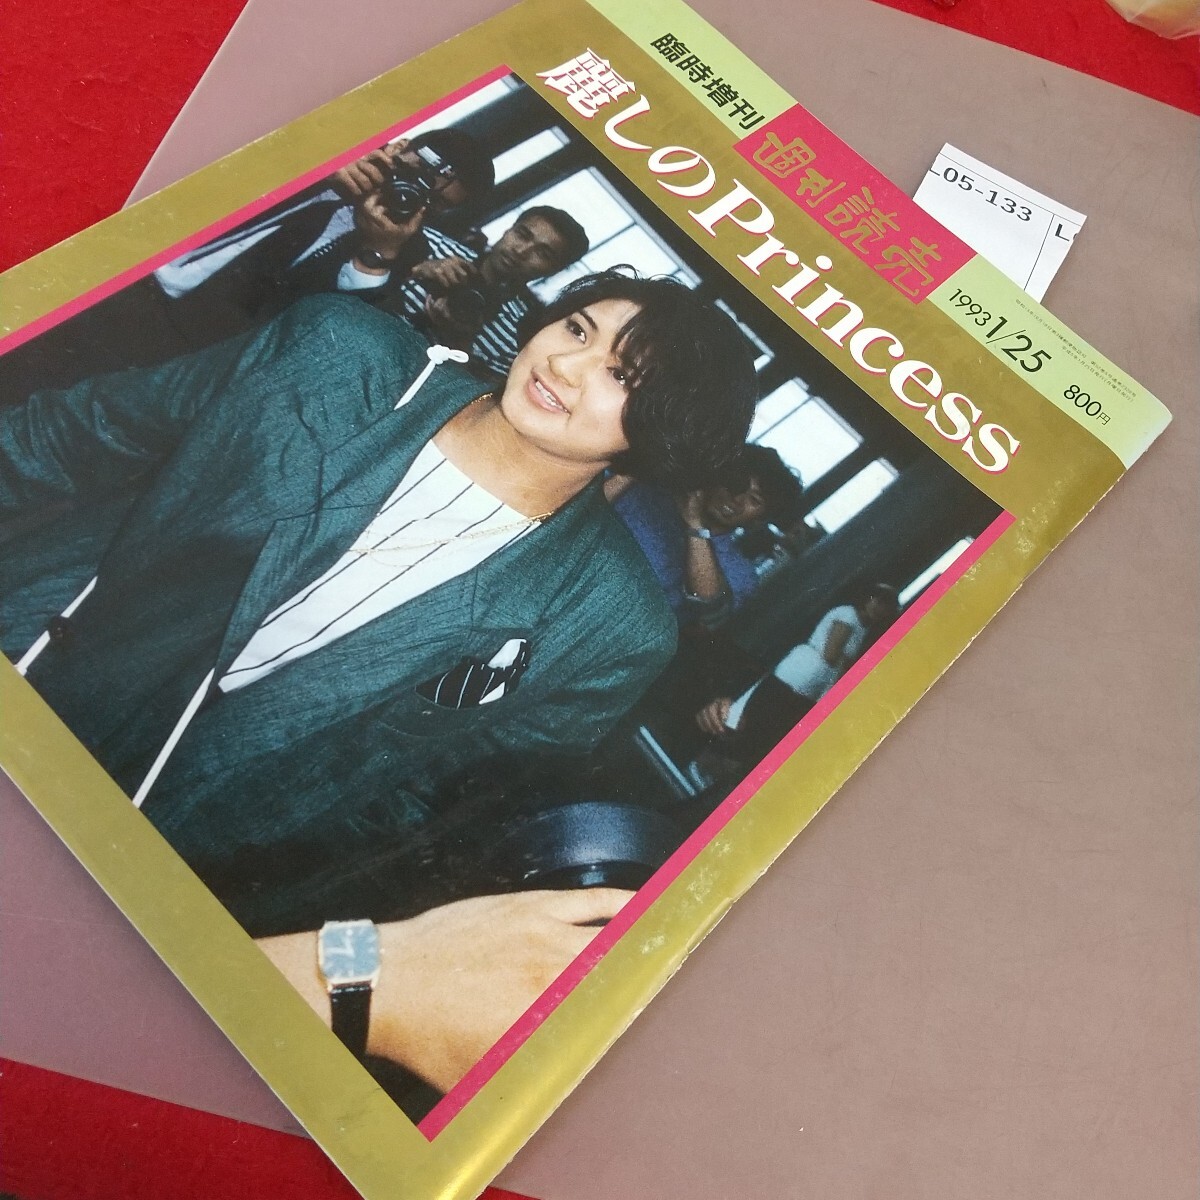 臨時増刊
週刊読売
1993 1/25
800円
麗しのPrincess
L05-133
L